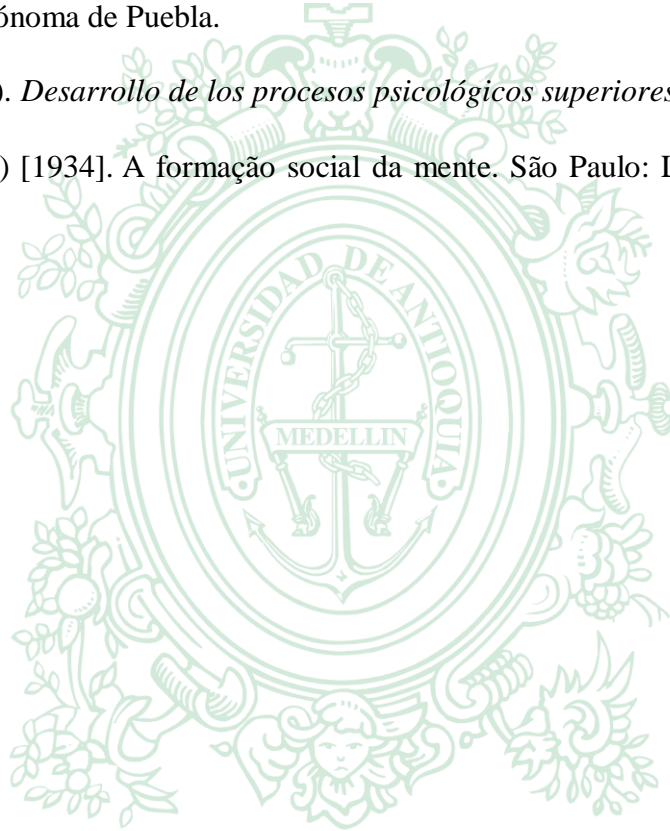 ónoma de Puebla.
). Desarrollo de los procesos psicológicos superiores
) [1934]. A formação social da mente. São Paulo:
UNIVERSIDAD DE ANTIOQUIA
MEDELLIN